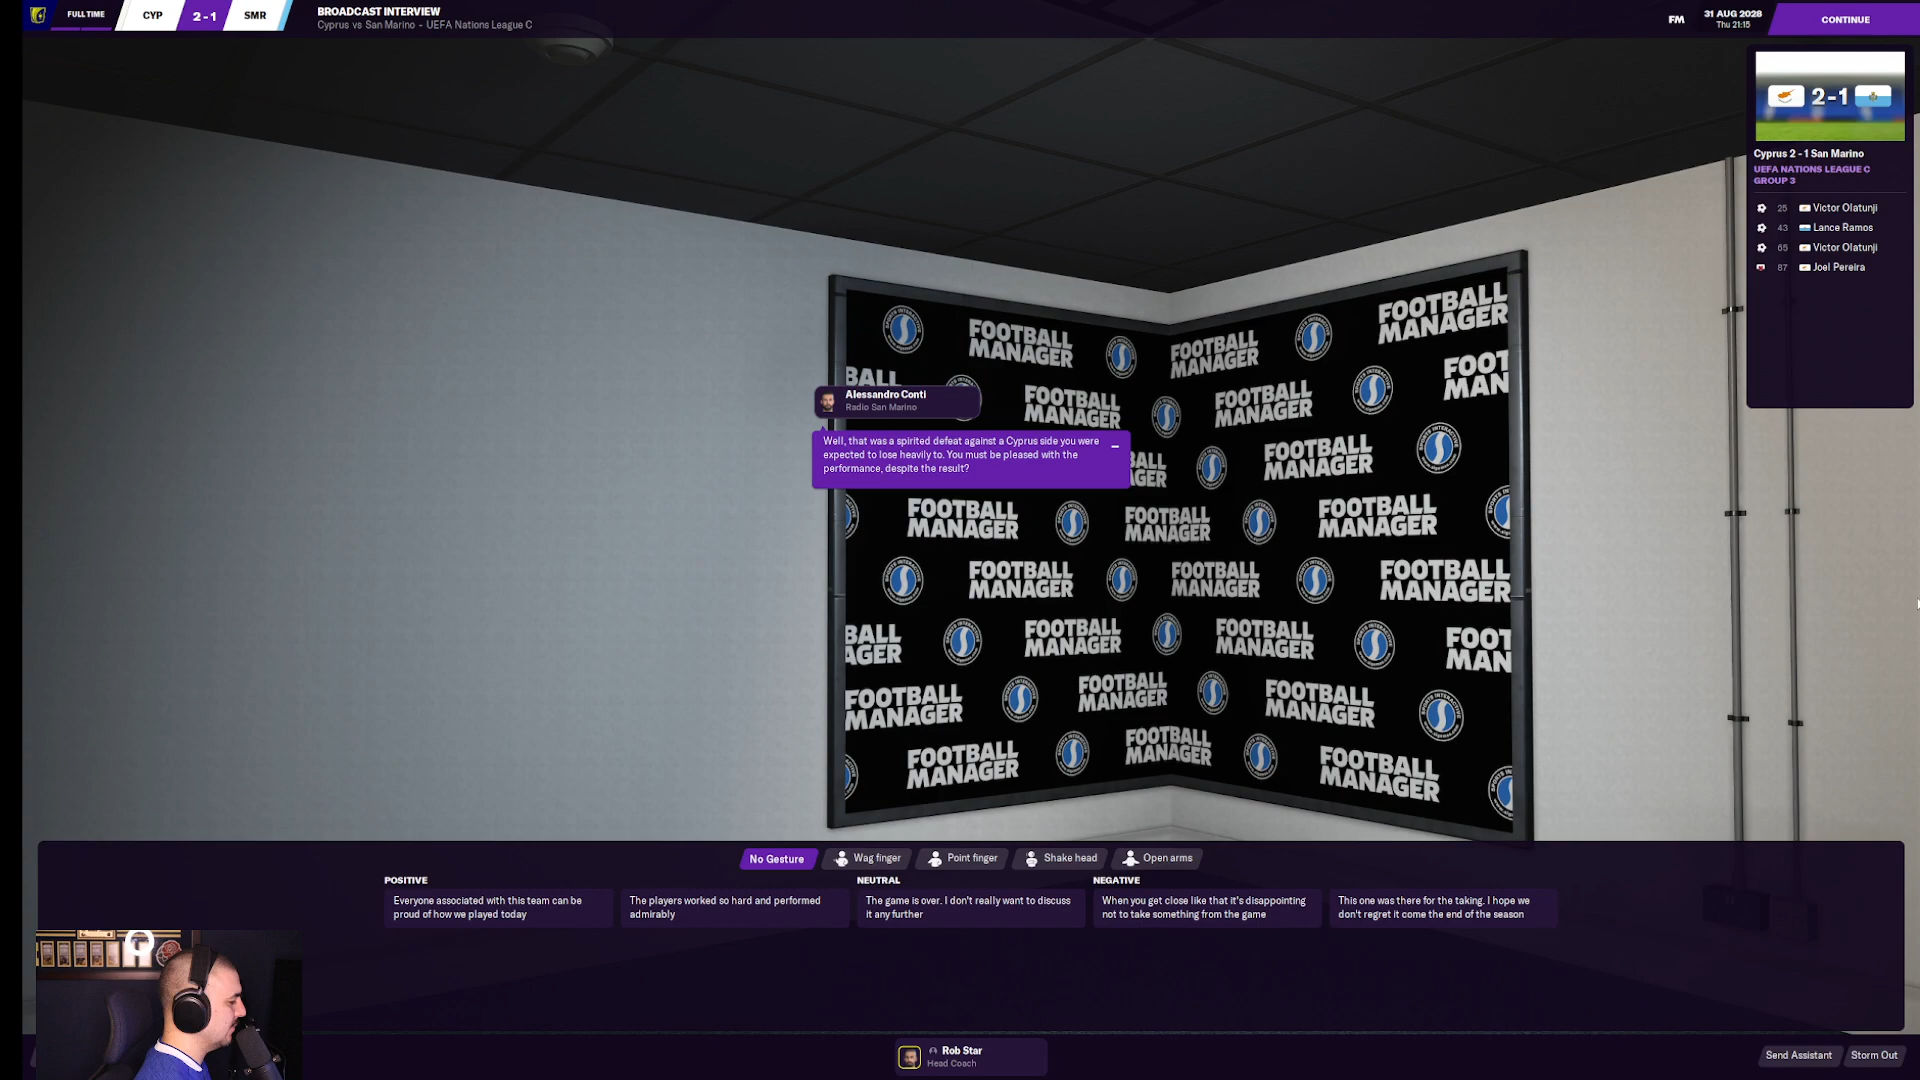 FULL TIME
CYP
2 - 1
SMR
BROADCAST INTERVIEW
Cyprus vs San Marino - UEFA Nations League C
FM
31 AUG 2028
Thu 21:15
CONTINUE
2 - 1
Cyprus 2 - 1 San Marino
UEFA NATIONS LEAGUE C
GROUP 3
25 Victor Olatunji
43 Lance Ramos
65 Victor Olatunji
87 Joel Pereira
Alessandro Conti
Radio San Marino
Well, that was a spirited defeat against a Cyprus side you were
expected to lose heavily to. You must be pleased with the
performance, despite the result?
FOOTBALL
MANAGER
No Gesture
Wag finger
Point finger
Shake head
Open arms
POSITIVE
NEUTRAL
NEGATIVE
Everyone associated with this team can be
proud of how we played today
The players worked so hard and performed
admirably
The game is over. I don't really want to discuss
it any further
When you get close like that it's disappointing
not to take something from the game
This one was there for the taking. I hope we
don't regret it come the end of the season
Rob Star
Head Coach
Send Assistant
Storm Out